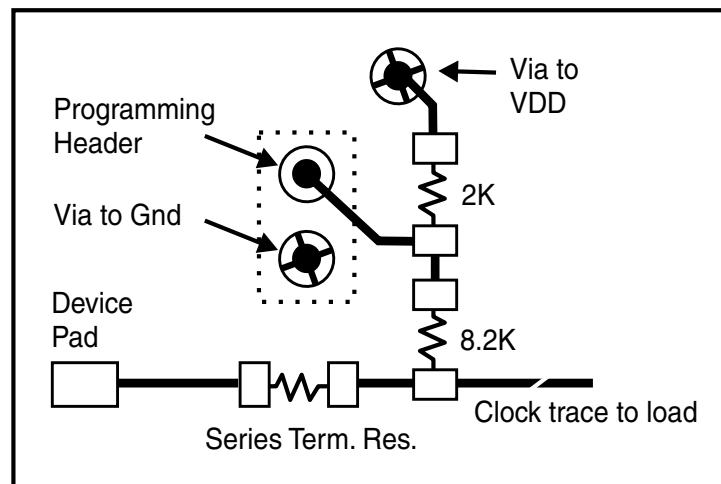 Via to
VDD
Programming
Header
2K
Via to Gnd
Device
Pad
8.2K
Clock trace to load
Series Term. Res.